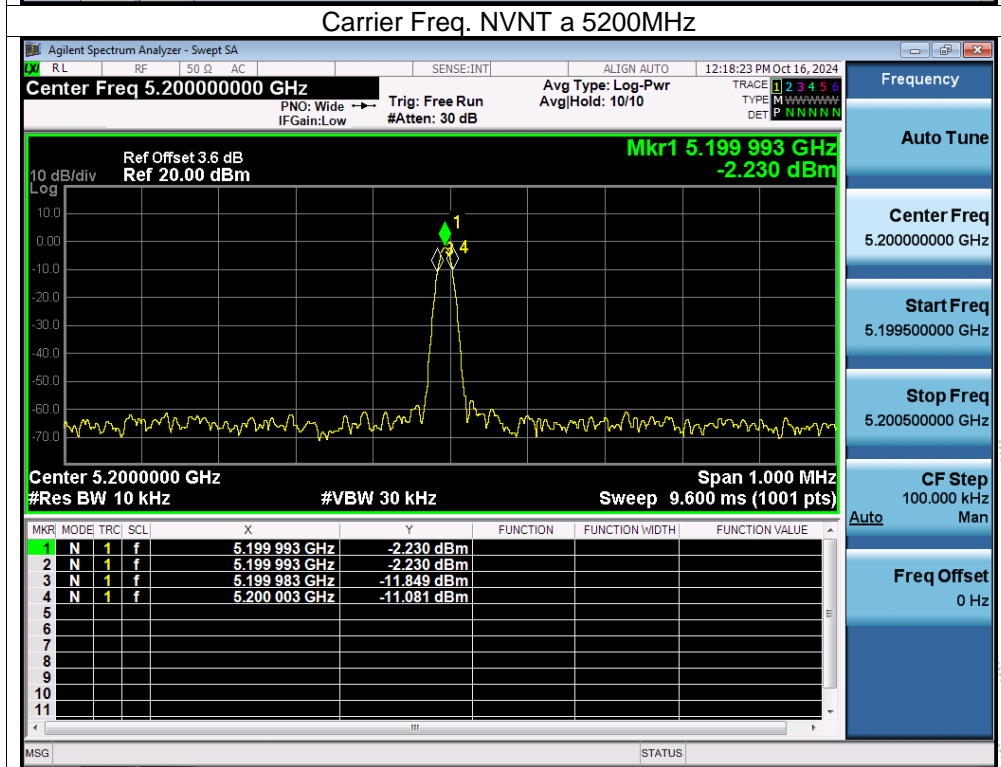 Carrier Freq. NVNT a 5200MHz
Agilent Spectrum Analyzer - Swept SA
LXI RL RF 50 Ω AC SENSE:INT ALIGN AUTO 12:18:23 PM Oct 16, 2024
Center Freq 5.200000000 GHz
PNO: Wide
IFGain:Low
Trig: Free Run
#Atten: 30 dB
Avg Type: Log-Pwr
Avg|Hold: 10/10
TRACE 1 2 3 4 5 6
TYPE M WWWWW
DET P N N N N N
Frequency
Auto Tune
Center Freq
5.200000000 GHz
Start Freq
5.199500000 GHz
Stop Freq
5.200500000 GHz
CF Step
100.000 kHz
Auto Man
Freq Offset
0 Hz
Mkr1 5.199 993 GHz
-2.230 dBm
Ref Offset 3.6 dB
10 dB/div Ref 20.00 dBm
Log
10.0
0.00
-10.0
-20.0
-30.0
-40.0
-50.0
-60.0
-70.0
1
3 4
Center 5.2000000 GHz Span 1.000 MHz
#Res BW 10 kHz #VBW 30 kHz Sweep 9.600 ms (1001 pts)
MKR MODE TRC SCL X Y FUNCTION FUNCTION WIDTH FUNCTION VALUE
1 N 1 f 5.199 993 GHz -2.230 dBm
2 N 1 f 5.199 993 GHz -2.230 dBm
3 N 1 f 5.199 983 GHz -11.849 dBm
4 N 1 f 5.200 003 GHz -11.081 dBm
5
6
7
8
9
10
11
MSG STATUS